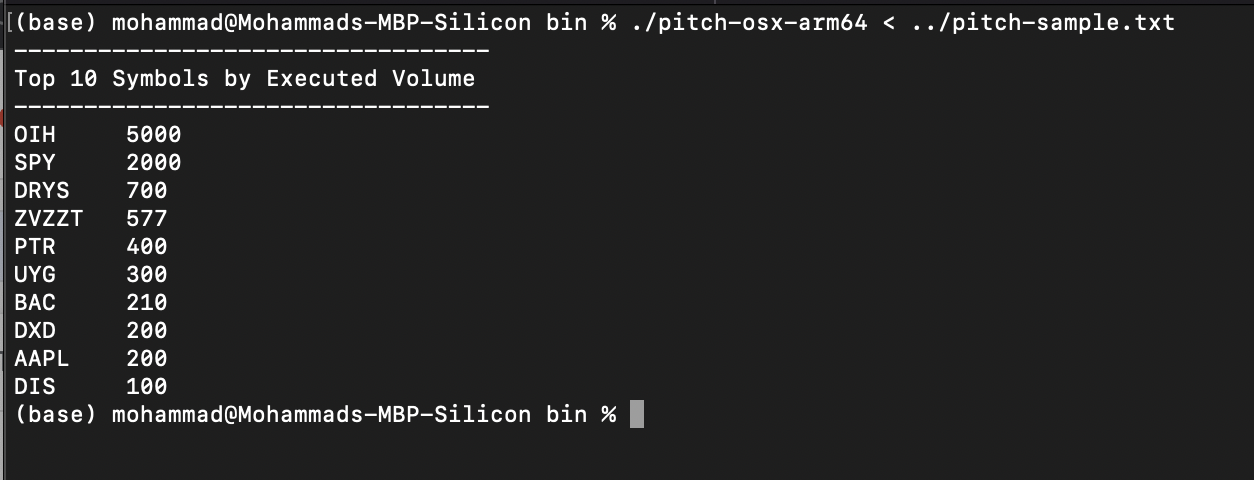 [(base) mohammad@Mohammads-MBP-Silicon bin % ./pitch-osx-arm64 < ../pitch-sample.txt
----------------------------------
Top 10 Symbols by Executed Volume
----------------------------------
OIH     5000
SPY     2000
DRYS    700
ZVZZT   577
PTR     400
UYG     300
BAC     210
DXD     200
AAPL    200
DIS     100
(base) mohammad@Mohammads-MBP-Silicon bin %